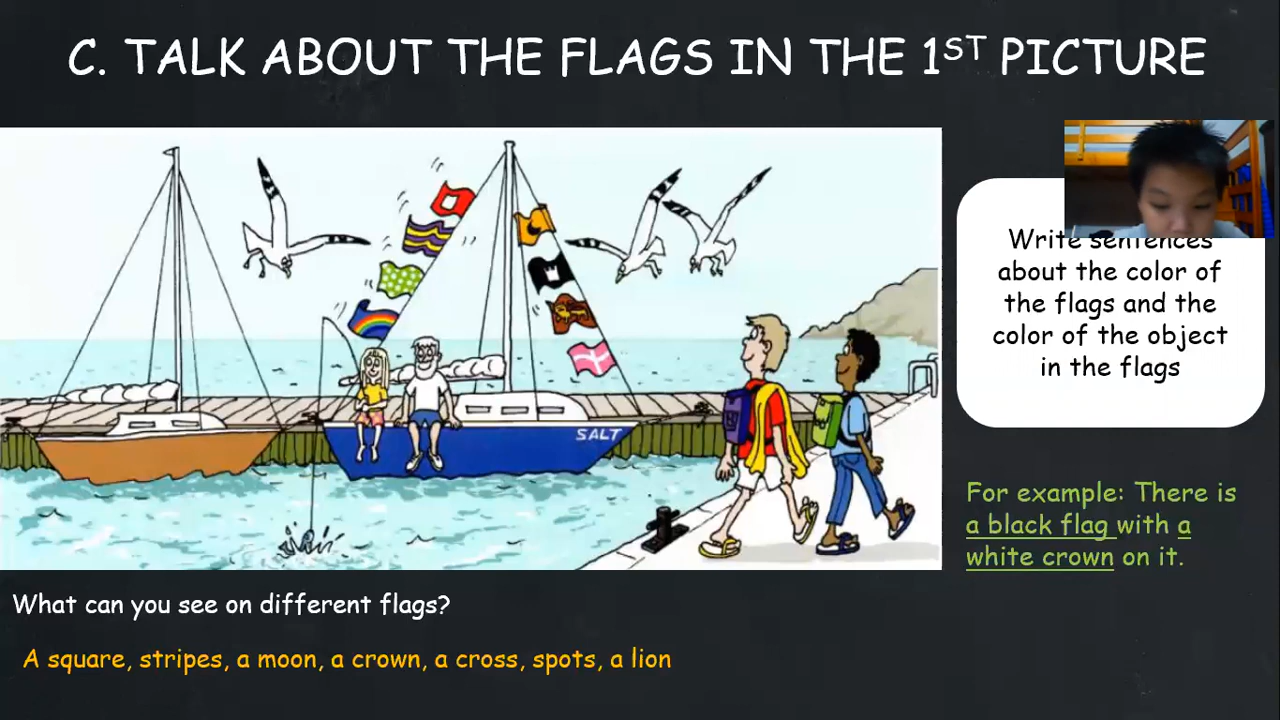 C. TALK ABOUT THE FLAGS IN THE 1ST PICTURE
SALT
Write sentences
about the color of
the flags and the
color of the object
in the flags
For example: There is
a black flag with a
white crown on it.
What can you see on different flags?
A square, stripes, a moon, a crown, a cross, spots, a lion